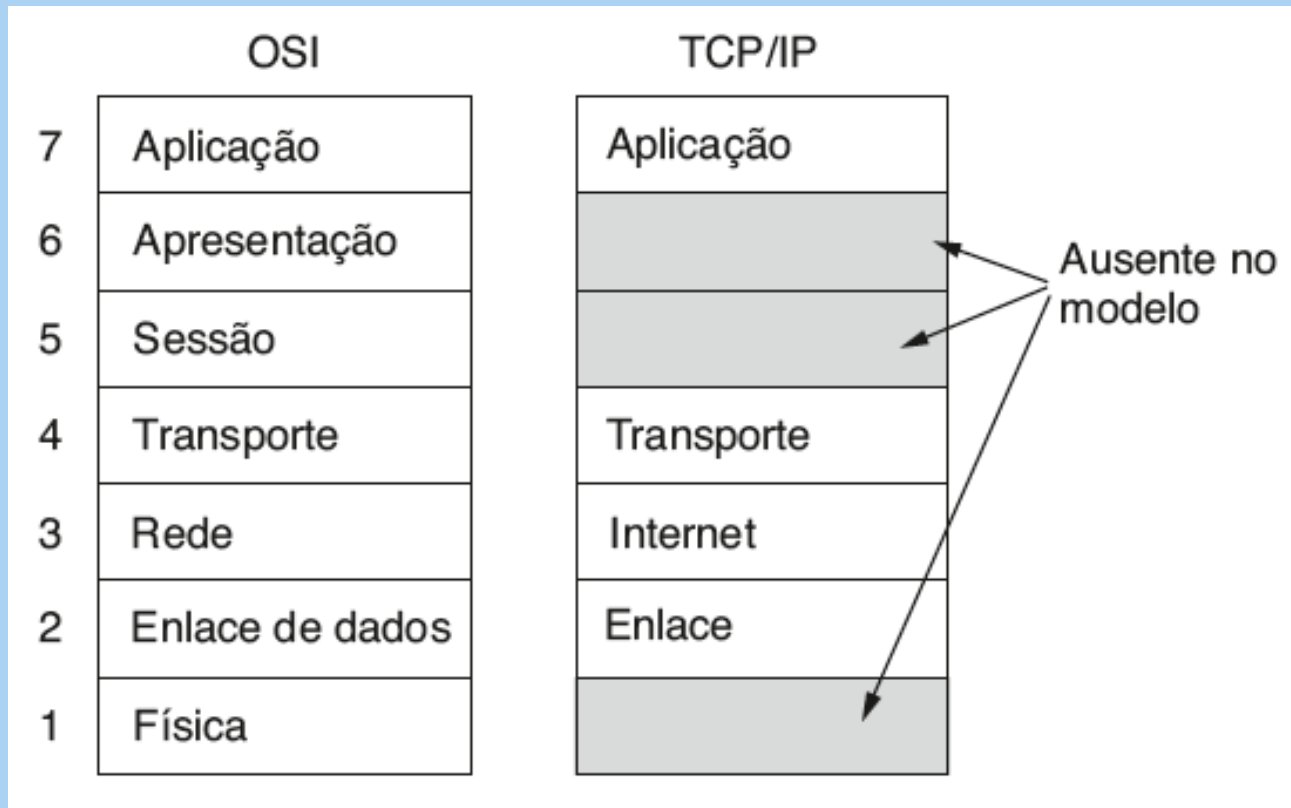 OSI
TCP/IP
7
Aplicação
Aplicação
6
Apresentação
5
Sessão
Ausente no
modelo
4
Transporte
Transporte
3
Rede
Internet
2
Enlace de dados
Enlace
1
Física